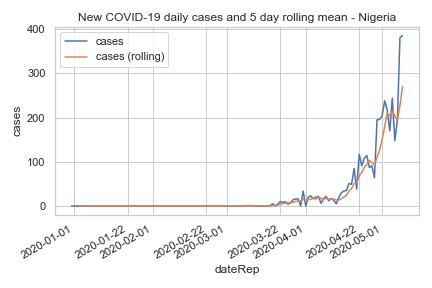 New COVID-19 daily cases and 5 day rolling mean - Nigeria
cases
cases (rolling)
400
300
200
100
0
cases
2020-01-01
2020-01-22
2020-02-01
2020-02-22
2020-03-01
2020-03-22
2020-04-01
2020-04-22
2020-05-01
dateRep